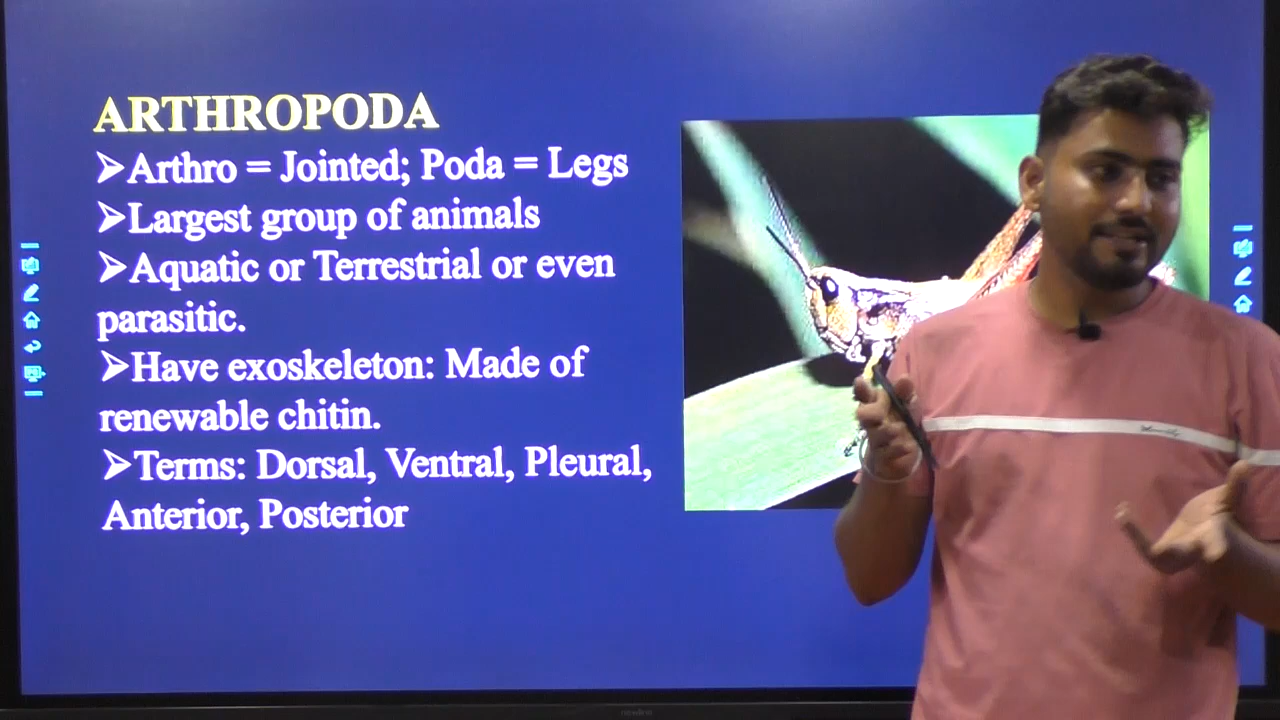 ARTHROPODA
➢Arthro = Jointed; Poda = Legs
➢Largest group of animals
➢Aquatic or Terrestrial or even
parasitic.
➢Have exoskeleton: Made of
renewable chitin.
➢Terms: Dorsal, Ventral, Pleural,
Anterior, Posterior